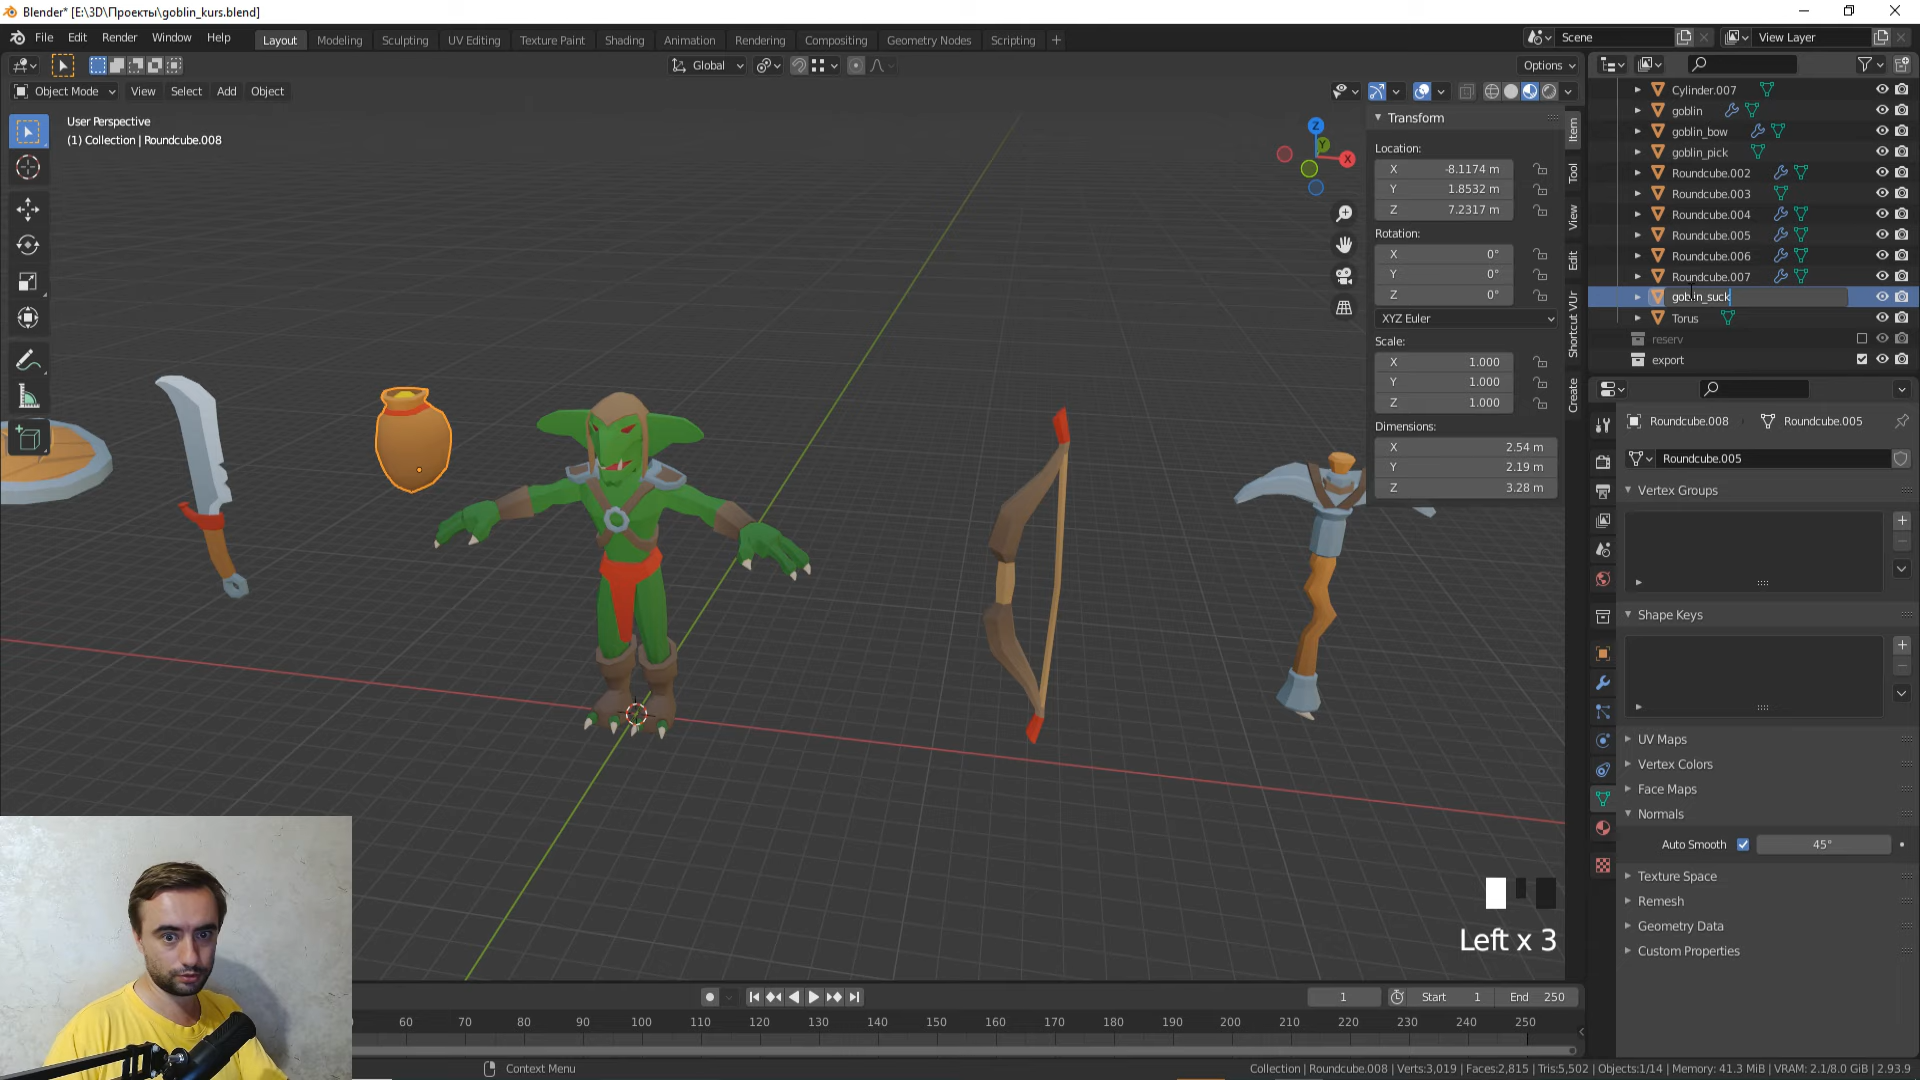 Blender* [E:\3D\Проекты\goblin_kurs.blend]
File Edit Render Window Help
Layout Modeling Sculpting UV Editing Texture Paint Shading Animation Rendering Compositing Geometry Nodes Scripting +
Scene View Layer
Global Options
Object Mode View Select Add Object
User Perspective
(1) Collection | Roundcube.008
Z
Y
X
Transform
Location:
X -8.1174 m
Y 1.8532 m
Z 7.2317 m
Rotation:
X 0°
Y 0°
Z 0°
XYZ Euler
Scale:
X 1.000
Y 1.000
Z 1.000
Dimensions:
X 2.54 m
Y 2.19 m
Z 3.28 m
Item
Tool
View
Edit
Shortcut VUr
Create
Cylinder.007
goblin
goblin_bow
goblin_pick
Roundcube.002
Roundcube.003
Roundcube.004
Roundcube.005
Roundcube.006
Roundcube.007
goblin_suck
Torus
reserv
export
Roundcube.008 Roundcube.005
Roundcube.005
Vertex Groups
Shape Keys
UV Maps
Vertex Colors
Face Maps
Normals
Auto Smooth 45°
Texture Space
Remesh
Geometry Data
Custom Properties
Left x 3
1 Start 1 End 250
60 70 80 90 100 110 120 130 140 150 160 170 180 190 200 210 220 230 240 250
Context Menu
Collection | Roundcube.008 | Verts:3,019 | Faces:2,815 | Tris:5,502 | Objects:1/14 | Memory: 41.3 MiB | VRAM: 2.1/8.0 GiB | 2.93.9